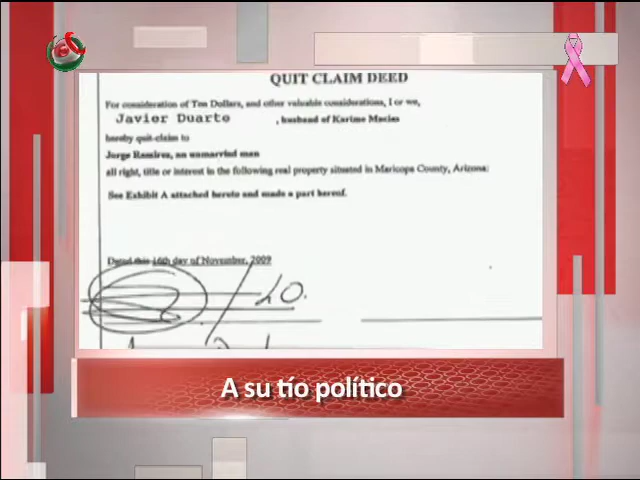 QUIT CLAIM DEED
For consideration of Ten Dollars, and other valuable considerations, I or we,
Javier Duarte , husband of Karime Macias
hereby quit-claim to
Jorge Ramirez, an unmarried man
all right, title or interest in the following real property situated in Maricopa County, Arizona:
See Exhibit A attached hereto and made a part hereof.
Dated this 16th day of November, 2009
A su tío político